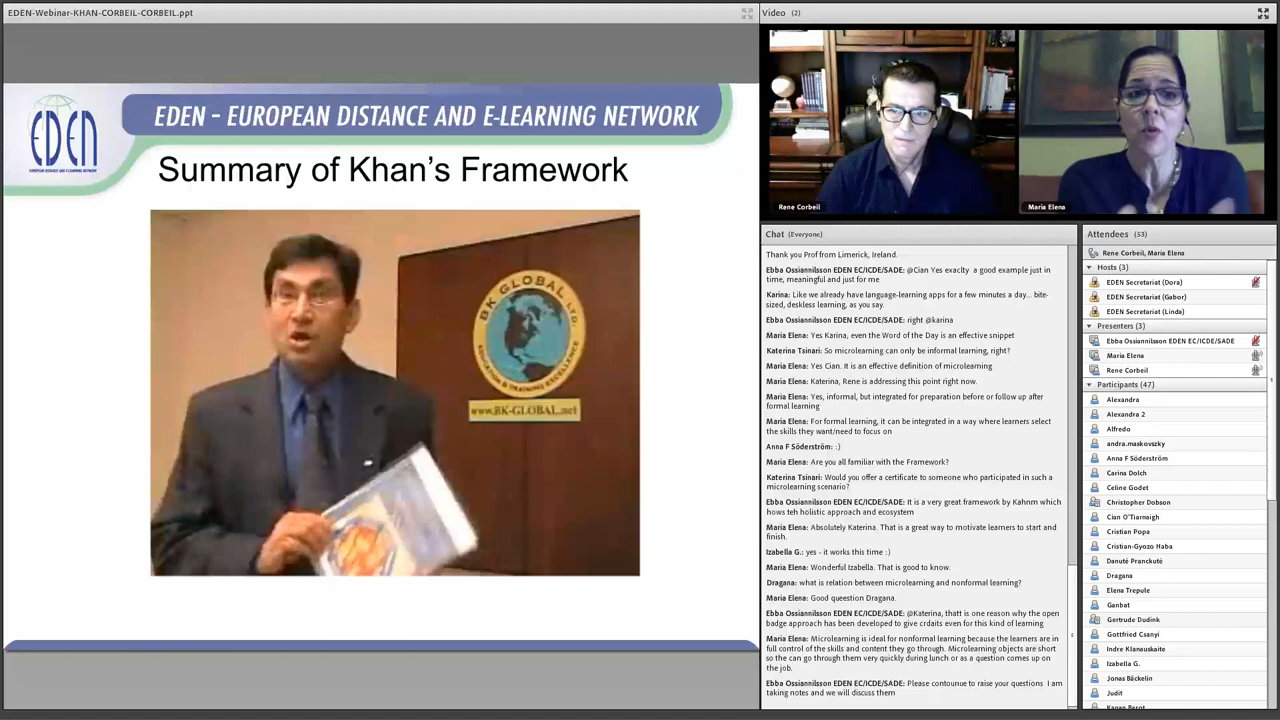 EDEN-Webinar-KHAN-CORBEIL-CORBEIL.ppt
EDEN
EUROPEAN DISTANCE AND E-LEARNING NETWORK
EDEN - EUROPEAN DISTANCE AND E-LEARNING NETWORK
Summary of Khan's Framework
BK GLOBAL
www.BK-GLOBAL.net
Video (2)
Rene Corbeil
Maria Elena
Chat (Everyone)
Thank you Prof from Limerick, Ireland.
Ebba Ossiannilsson EDEN EC/ICDE/SADE: @Cian Yes exaclty a good example just in
time, meaningful and just for me
Karina: Like we already have language-learning apps for a few minutes a day... bite-
sized, deskless learning, as you say.
Ebba Ossiannilsson EDEN EC/ICDE/SADE: right @karina
Maria Elena: Yes Karina, even the Word of the Day is an effective snippet
Katerina Tsinari: So microlearning can only be informal learning, right?
Maria Elena: Yes Cian. It is an effective definition of microlearning
Maria Elena: Katerina, Rene is addressing this point right now.
Maria Elena: Yes, informal, but integrated for preparation before or follow up after
formal learning
Maria Elena: For formal learning, it can be integrated in a way where learners select
the skills they want/need to focus on
Anna F Söderström: :)
Maria Elena: Are you all familiar with the Framework?
Katerina Tsinari: Would you offer a certificate to someone who participated in such a
microlearning scenario?
Ebba Ossiannilsson EDEN EC/ICDE/SADE: It is a very great framework by Kahnm which
hows teh holistic approach and ecosystem
Maria Elena: Absolutely Katerina. That is a great way to motivate learners to start and
finish.
Izabella G.: yes - it works this time :)
Maria Elena: Wonderful Izabella. That is good to know.
Dragana: what is relation between microlearning and nonformal learning?
Maria Elena: Good queestion Dragana.
Ebba Ossiannilsson EDEN EC/ICDE/SADE: @Katerina, thatt is one reason why the open
badge approach has been developed to give crdaits even for this kind of learning
Maria Elena: Microlearning is ideal for nonformal learning because the learners are in
full control of the skills and content they go through. Microlearning objects are short
so the can go through them very quickly during lunch or as a question comes up on
the job.
Ebba Ossiannilsson EDEN EC/ICDE/SADE: Please contounue to raise your questions I am
taking notes and we will discuss them
Attendees (53)
Rene Corbeil, Maria Elena
Hosts (3)
EDEN Secretariat (Dora)
EDEN Secretariat (Gabor)
EDEN Secretariat (Linda)
Presenters (3)
Ebba Ossiannilsson EDEN EC/ICDE/SADE
Maria Elena
Rene Corbeil
Participants (47)
Alexandra
Alexandra 2
Alfredo
andra.maskovszky
Anna F Söderström
Carina Dolch
Celine Godet
Christopher Dobson
Cian O'Tiarnaigh
Cristian Popa
Cristian-Gyozo Haba
Danutė Pranckutė
Dragana
Elena Trepule
Ganbat
Gertrude Dudink
Gottfried Csanyi
Indre Klanauskaite
Izabella G.
Jonas Bäckelin
Judit